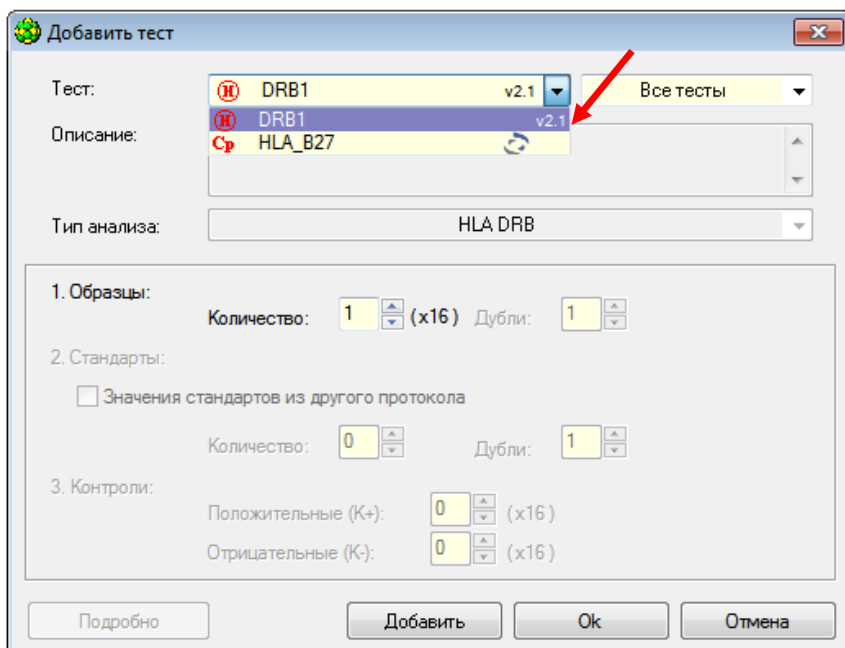 Добавить тест
Тест: Н DRB1 v2.1 Все тесты
Н DRB1 v2.1
Описание: Ср HLA_B27
Тип анализа: HLA DRB
1. Образцы:
Количество: 1 (x16) Дубли: 1
2. Стандарты:
Значения стандартов из другого протокола
Количество: 0 Дубли: 1
3. Контроли:
Положительные (К+): 0 (x16)
Отрицательные (К-): 0 (x16)
Подробно Добавить Ok Отмена